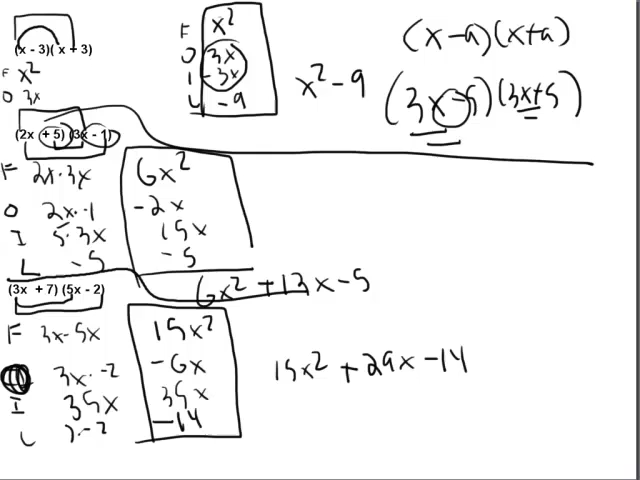 (x - 3)( x + 3)
F x²
O 3x
F x²
O 3x
I -3x
L -9
x² - 9
(x - a)(x + a)
(3x - 5)(3x + 5)
(2x + 5) (3x - 1)
F 2x·3x 6x²
O 2x·-1 -2x
I 5·3x 15x
L -5 -5
6x² + 13x - 5
(3x + 7) (5x - 2)
F 3x-5x 15x²
3x·-2 -6x
I 35x 35x
L -2 -14
15x² + 29x - 14